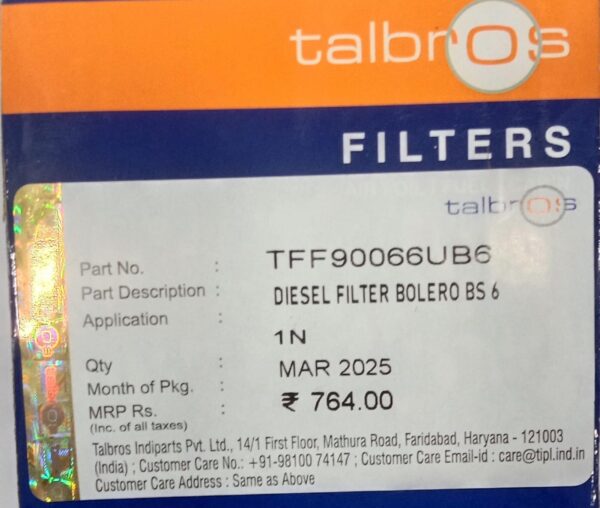 talbros
FILTERS
talbros
Part No. : TFF90066UB6
Part Description : DIESEL FILTER BOLERO BS 6
Application :
Qty : 1N
Month of Pkg. : MAR 2025
MRP Rs. : ₹ 764.00
(Inc. of all taxes)
Talbros Indiparts Pvt. Ltd., 14/1 First Floor, Mathura Road, Faridabad, Haryana - 121003
(India) ; Customer Care No.: +91-98100 74147 ; Customer Care Email-id : care@tipl.ind.in
Customer Care Address : Same as Above